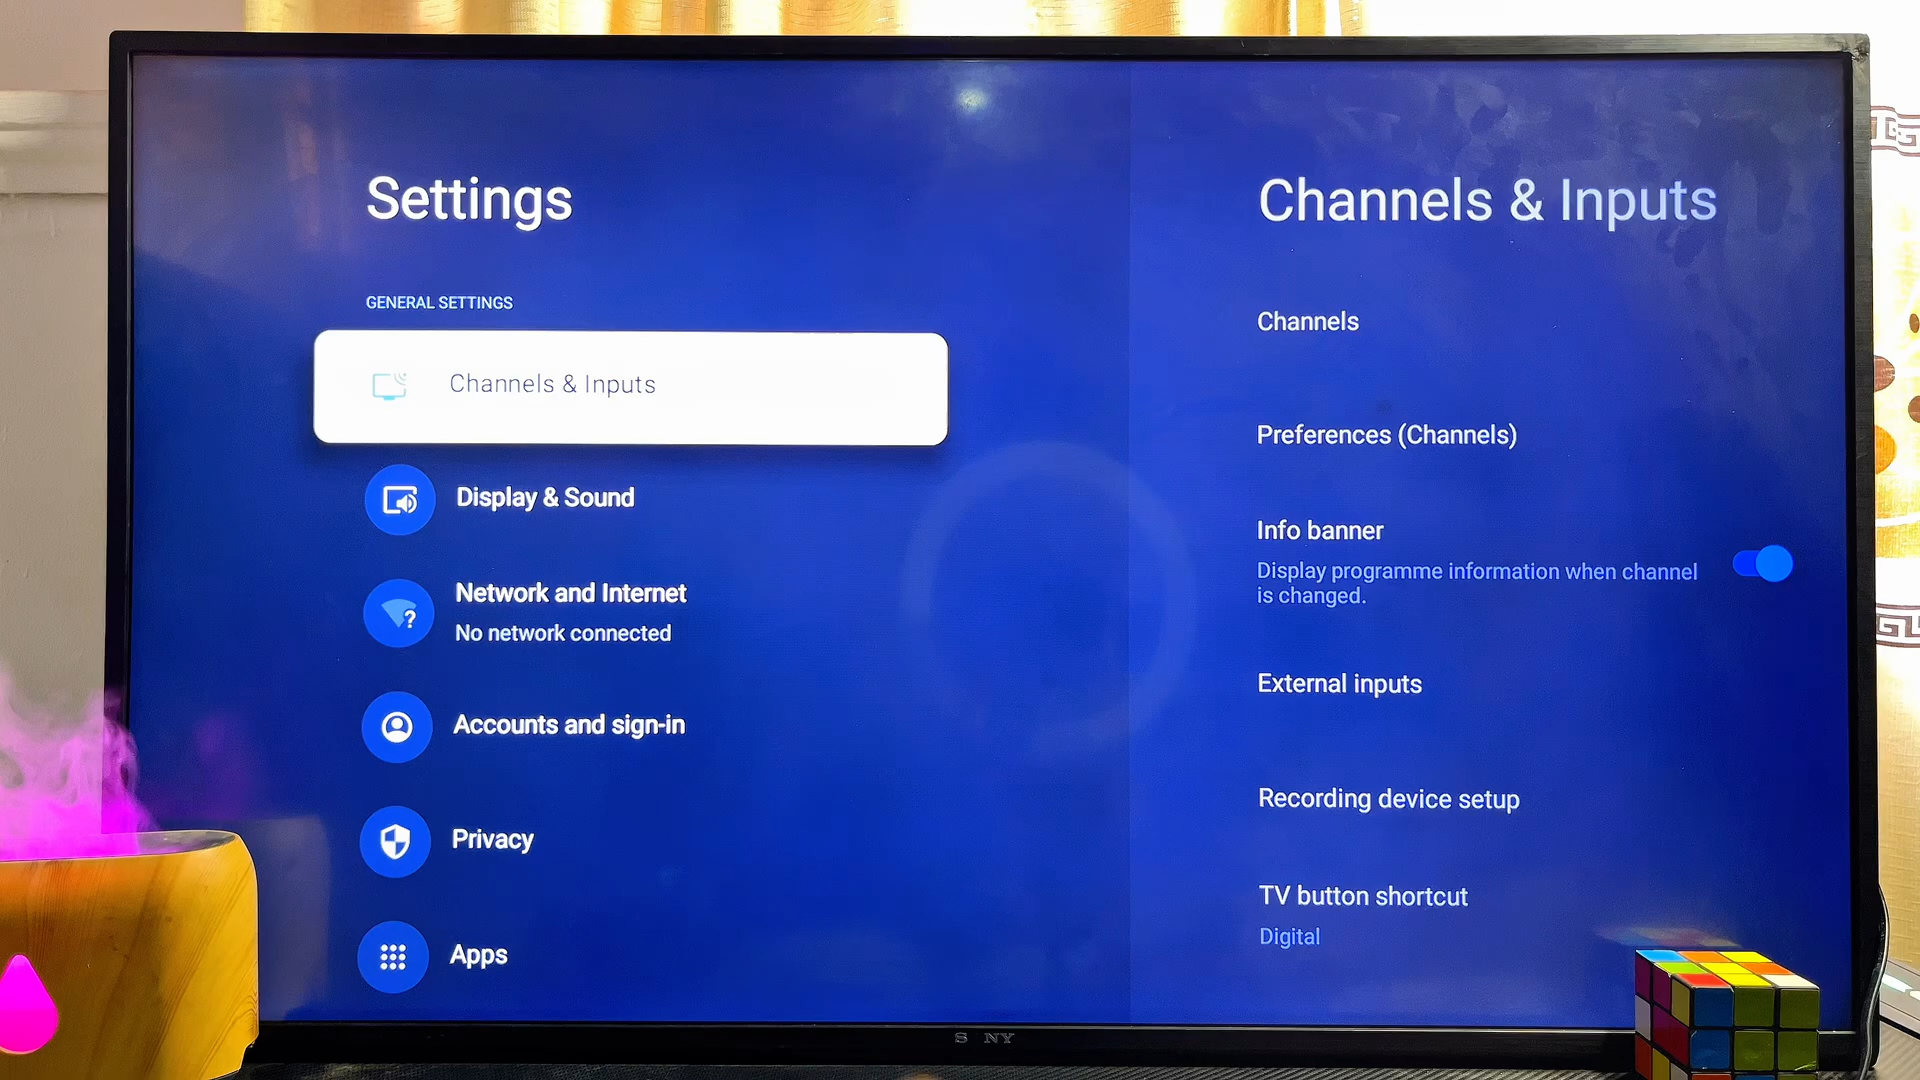 Settings
GENERAL SETTINGS
Channels & Inputs
Display & Sound
Network and Internet
No network connected
Accounts and sign-in
Privacy
Apps
Channels & Inputs
Channels
Preferences (Channels)
Info banner
Display programme information when channel
is changed.
External inputs
Recording device setup
TV button shortcut
Digital
S NY